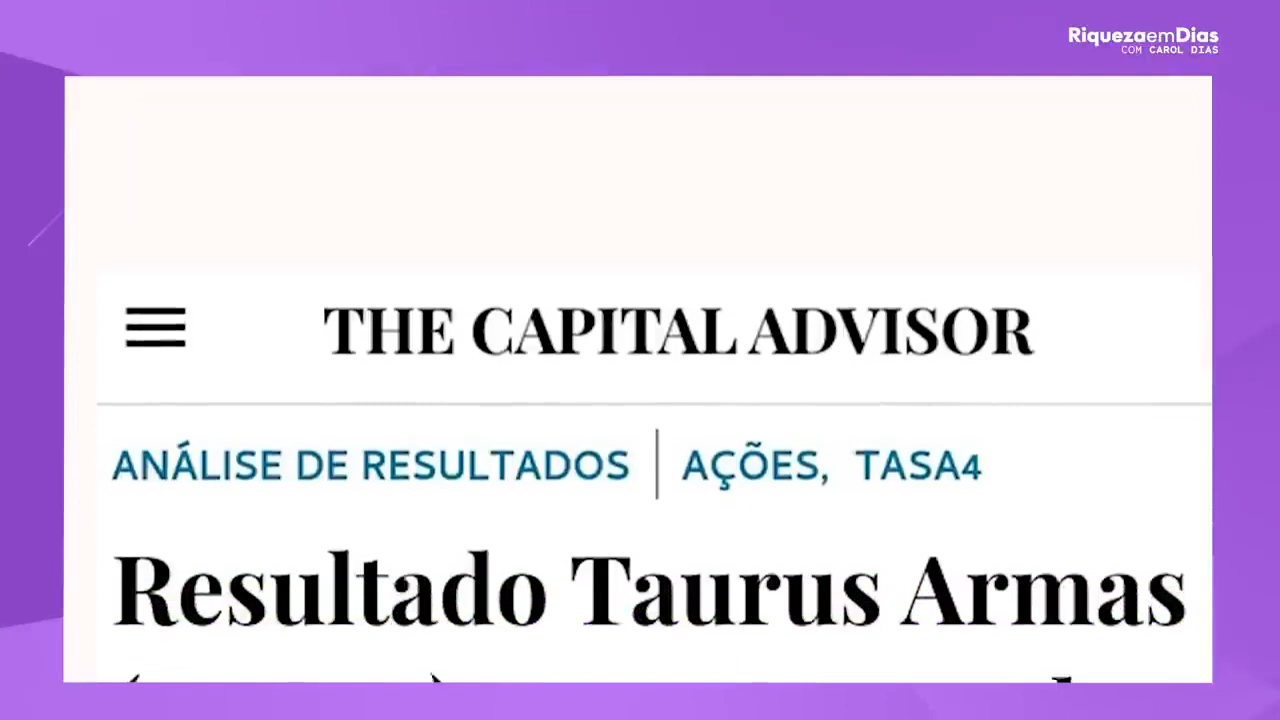 RiquezaemDias
COM CAROL DIAS
THE CAPITAL ADVISOR
ANÁLISE DE RESULTADOS | AÇÕES, TASA4
Resultado Taurus Armas